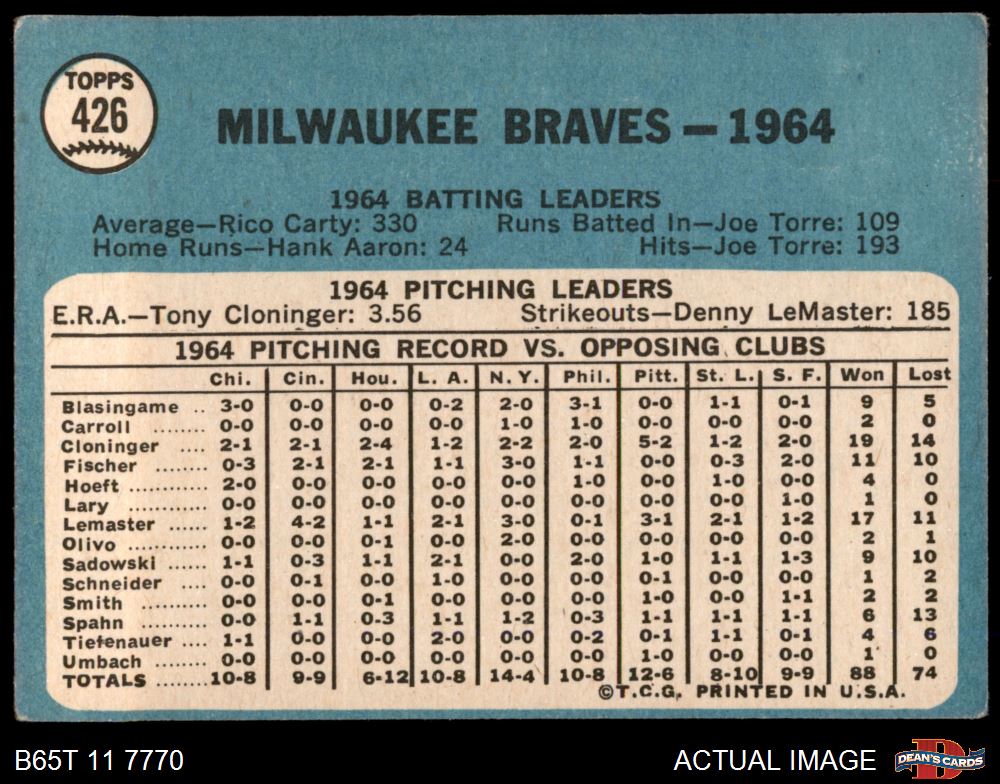 TOPPS
426
MILWAUKEE BRAVES — 1964
1964 BATTING LEADERS
Average—Rico Carty: 330 Runs Batted In—Joe Torre: 109
Home Runs—Hank Aaron: 24 Hits—Joe Torre: 193
1964 PITCHING LEADERS
E.R.A.—Tony Cloninger: 3.56 Strikeouts—Denny LeMaster: 185
1964 PITCHING RECORD VS. OPPOSING CLUBS
Chi. Cin. Hou. L. A. N. Y. Phil. Pitt. St. L. S. F. Won Lost
Blasingame .. 3-0 0-0 0-0 0-2 2-0 3-1 0-0 1-1 0-1 9 5
Carroll ........ 0-0 0-0 0-0 0-0 1-0 1-0 0-0 0-0 0-0 2 0
Cloninger .... 2-1 2-1 2-4 1-2 2-2 2-0 5-2 1-2 2-0 19 14
Fischer ........ 0-3 2-1 2-1 1-1 3-0 1-1 0-0 0-3 2-0 11 10
Hoeft ............ 2-0 0-0 0-0 0-0 0-0 1-0 0-0 1-0 0-0 4 0
Lary .............. 0-0 0-0 0-0 0-0 0-0 0-0 0-0 0-0 1-0 1 0
Lemaster ...... 1-2 4-2 1-1 2-1 3-0 0-1 3-1 2-1 1-2 17 11
Olivo ............ 0-0 0-0 0-1 0-0 2-0 0-0 0-0 0-0 0-0 2 1
Sadowski ...... 1-1 0-3 1-1 2-1 0-0 2-0 1-0 1-1 1-3 9 10
Schneider .... 0-0 0-1 0-0 1-0 0-0 0-0 0-1 0-0 0-0 1 2
Smith .......... 0-0 0-0 0-1 0-0 0-0 0-0 1-0 0-0 1-1 2 2
Spahn .......... 0-0 1-1 0-3 1-1 1-2 0-3 1-1 1-1 1-1 6 13
Tiefenauer .... 1-1 0-0 0-0 2-0 0-0 0-2 0-1 1-1 0-1 4 6
Umbach ........ 0-0 0-0 0-0 0-0 0-0 0-0 1-0 0-0 0-0 1 0
TOTALS ........10-8 9-9 6-12 10-8 14-4 10-8 12-6 8-10 9-9 88 74
©T.C.G. PRINTED IN U.S.A.
B65T 11 7770 ACTUAL IMAGE DEAN'S CARDS